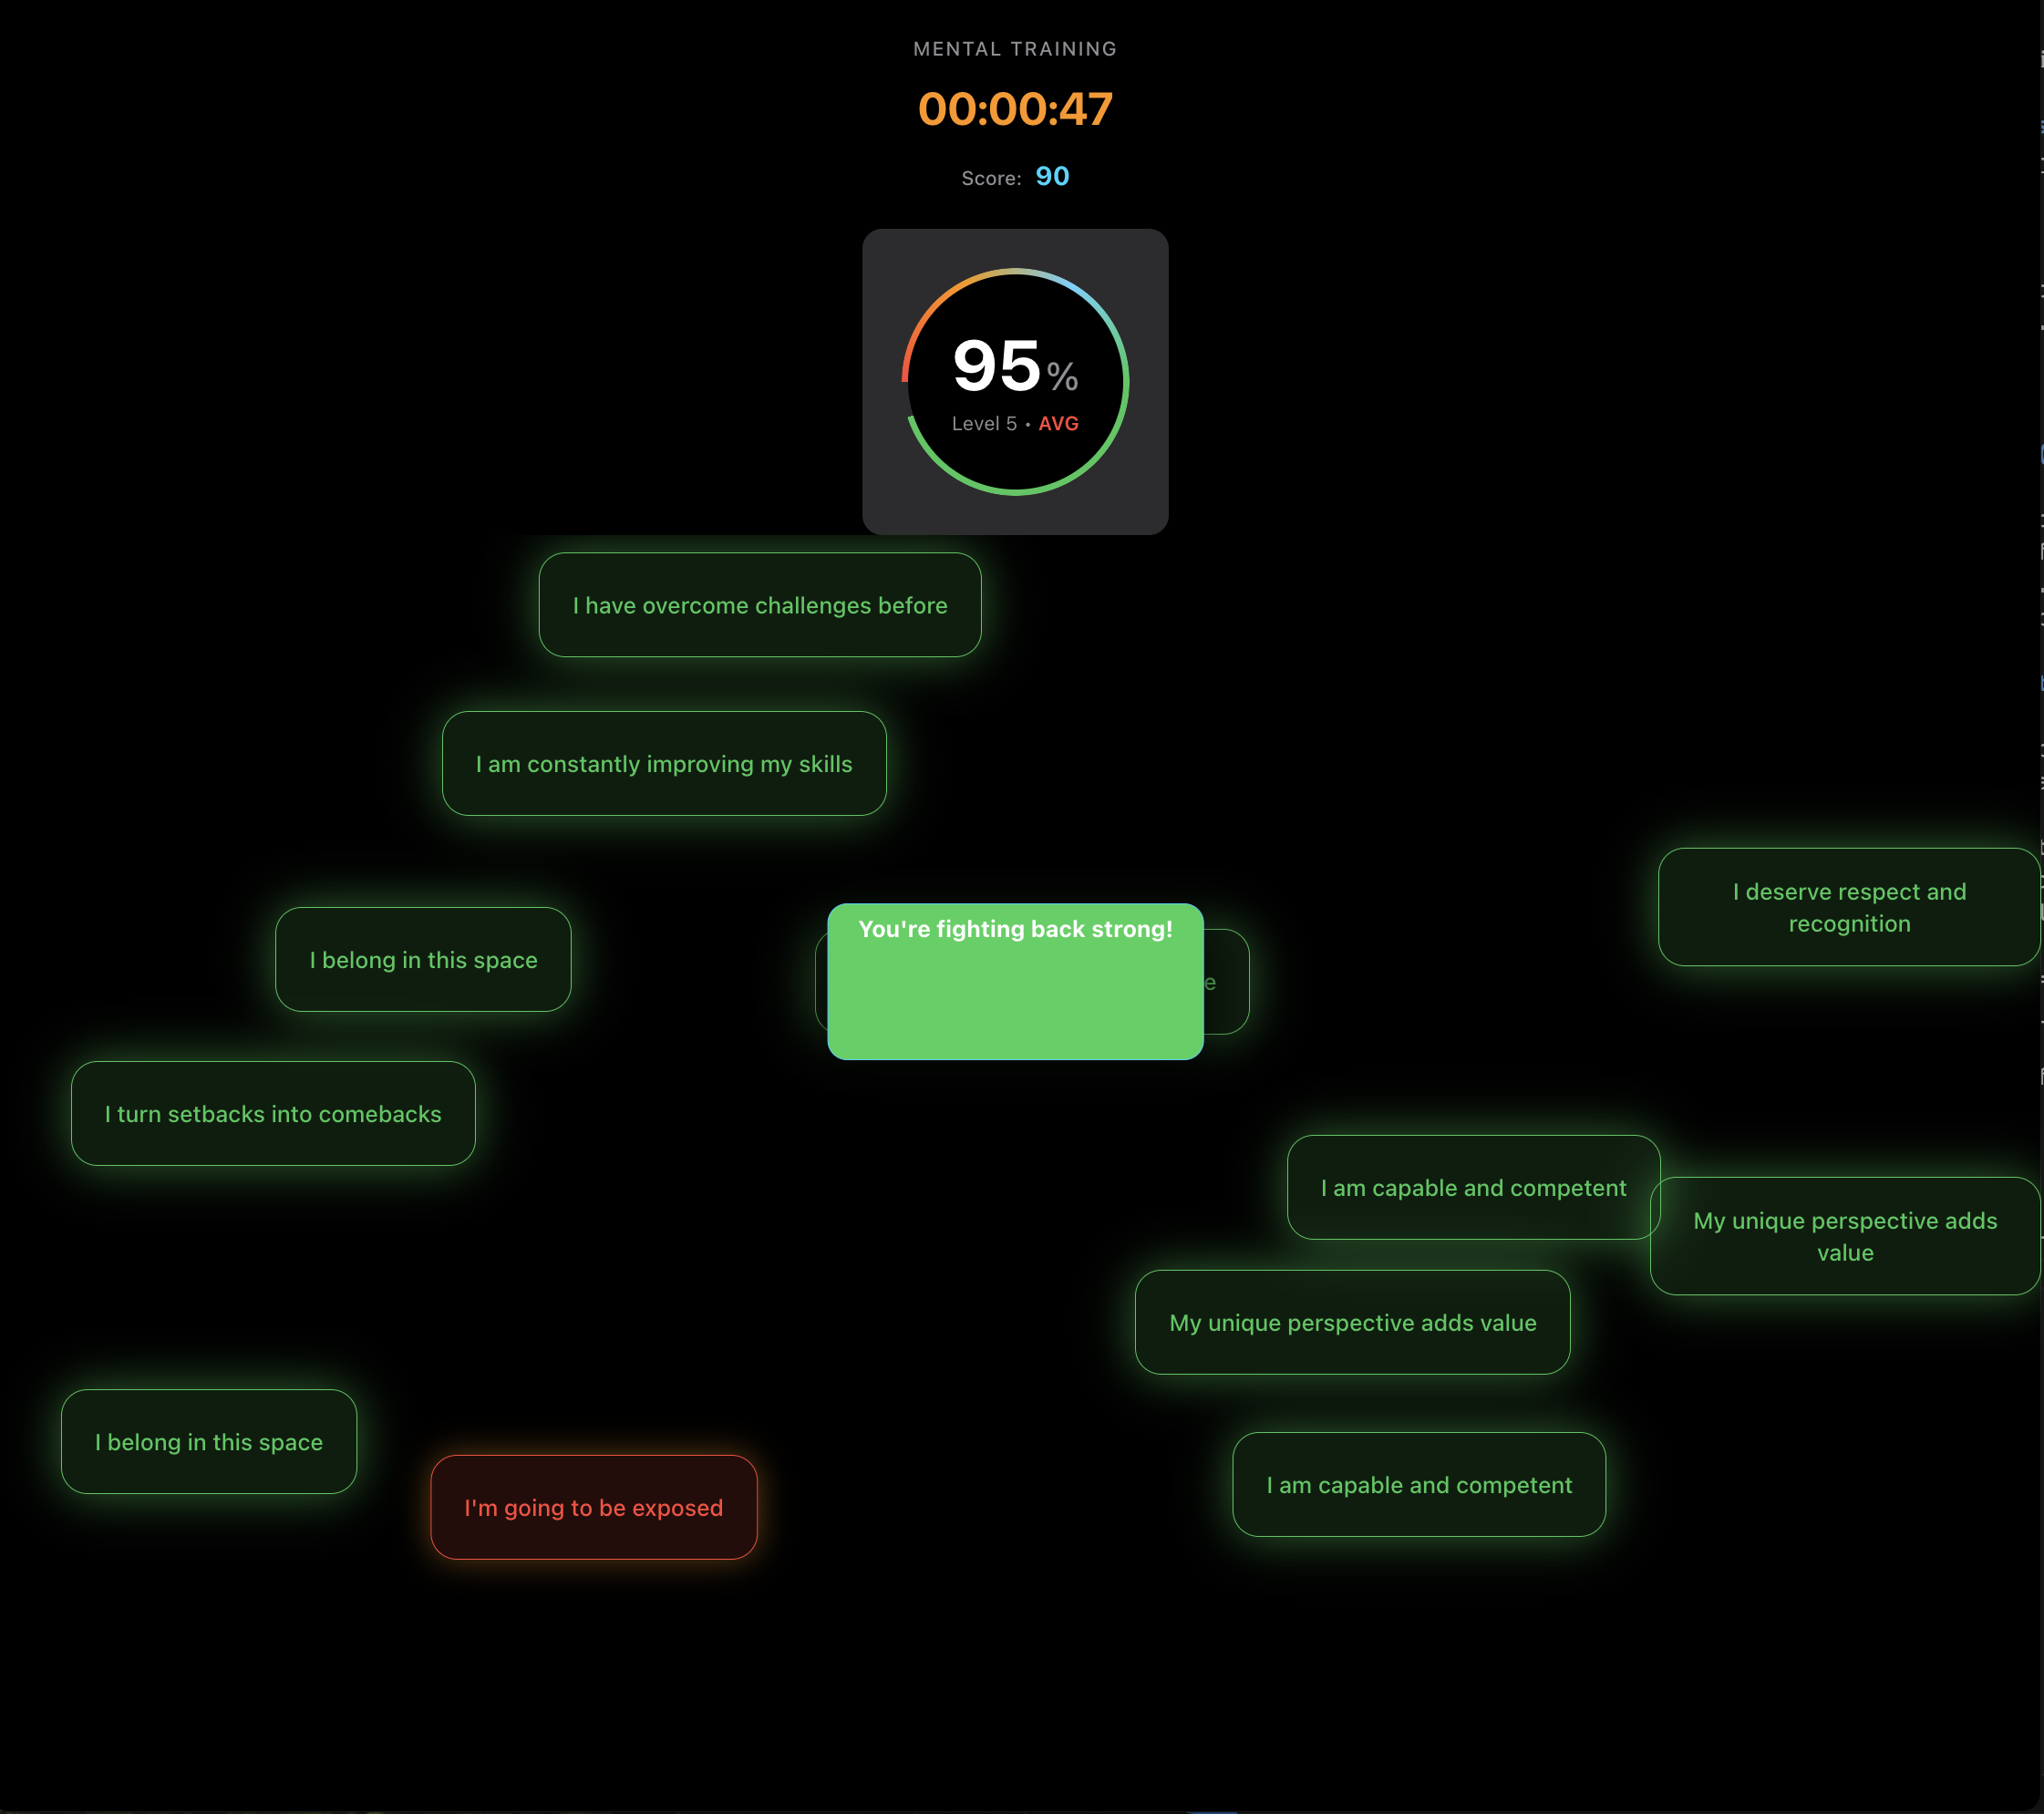 MENTAL TRAINING
00:00:47
Score: 90
95%
Level 5 • AVG
I have overcome challenges before
I am constantly improving my skills
I deserve respect and
recognition
You're fighting back strong!
I belong in this space
I turn setbacks into comebacks
I am capable and competent
My unique perspective adds
value
My unique perspective adds value
I belong in this space
I am capable and competent
I'm going to be exposed